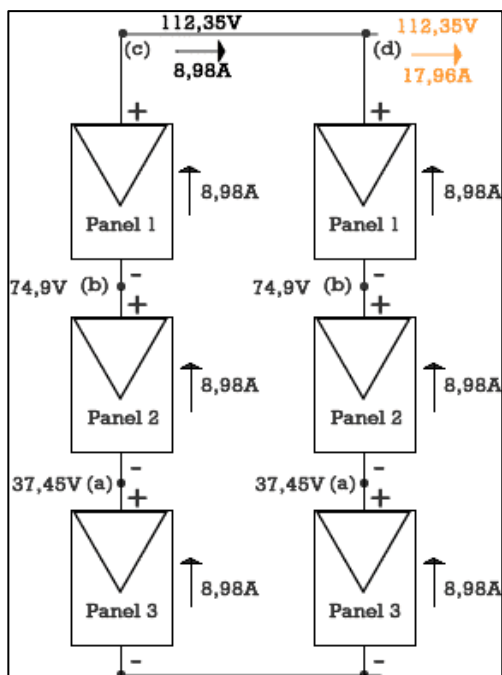 112,35V
112,35V
(c)
(d)
8,98A
17,96A
+
+
8,98A
8,98A
Panel 1
Panel 1
-
-
74,9V (b)
74,9V (b)
+
+
8,98A
8,98A
Panel 2
Panel 2
-
-
37,45V (a)
37,45V (a)
+
+
8,98A
8,98A
Panel 3
Panel 3
-
-